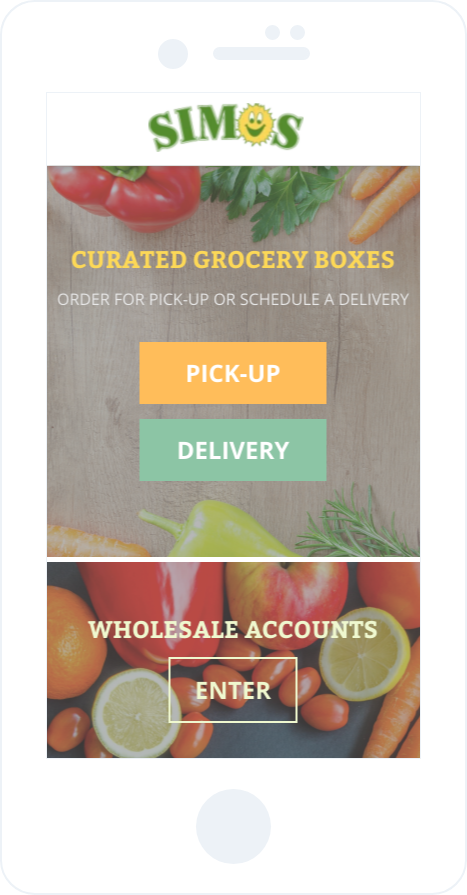 SIMOS
CURATED GROCERY BOXES
ORDER FOR PICK-UP OR SCHEDULE A DELIVERY
PICK-UP
DELIVERY
WHOLESALE ACCOUNTS
ENTER